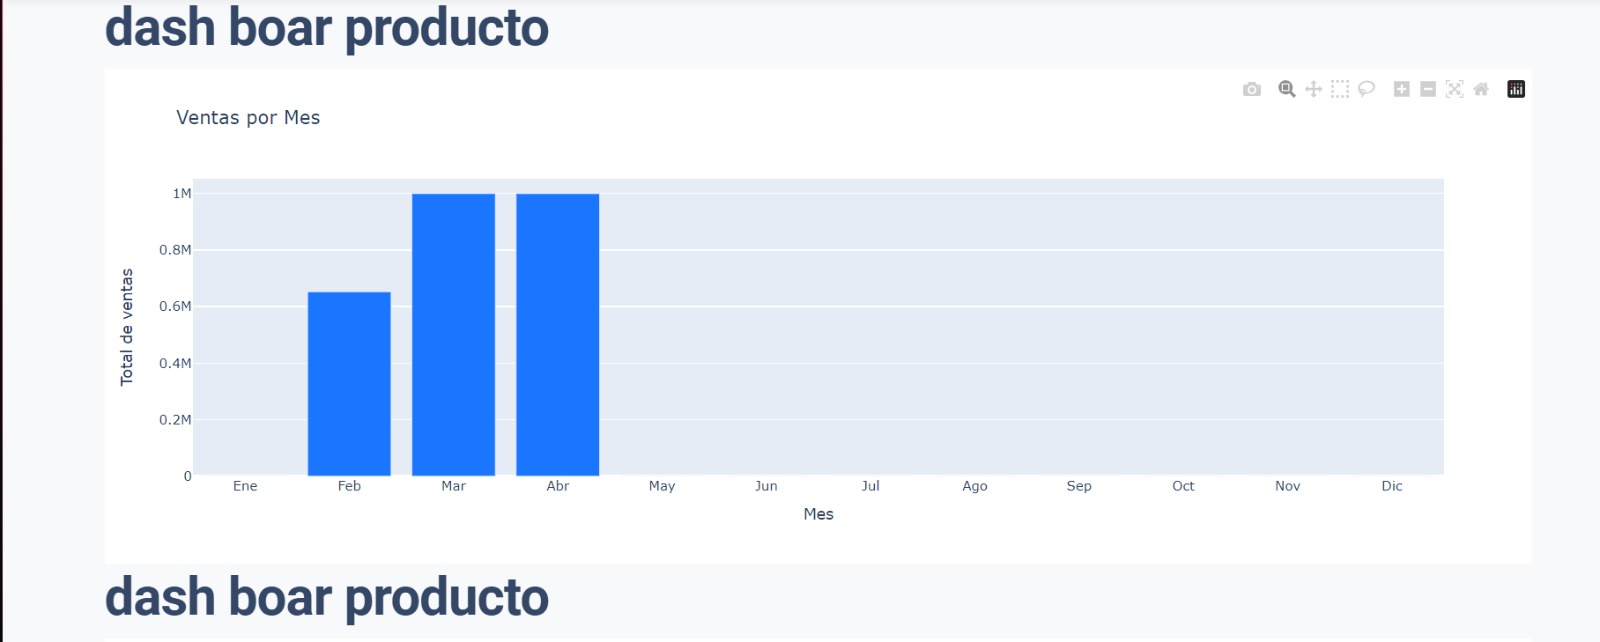 dash boar producto
Ventas por Mes
1M
0.8M
0.6M
0.4M
0.2M
0
Total de ventas
Ene Feb Mar Abr May Jun Jul Ago Sep Oct Nov Dic
Mes
dash boar producto